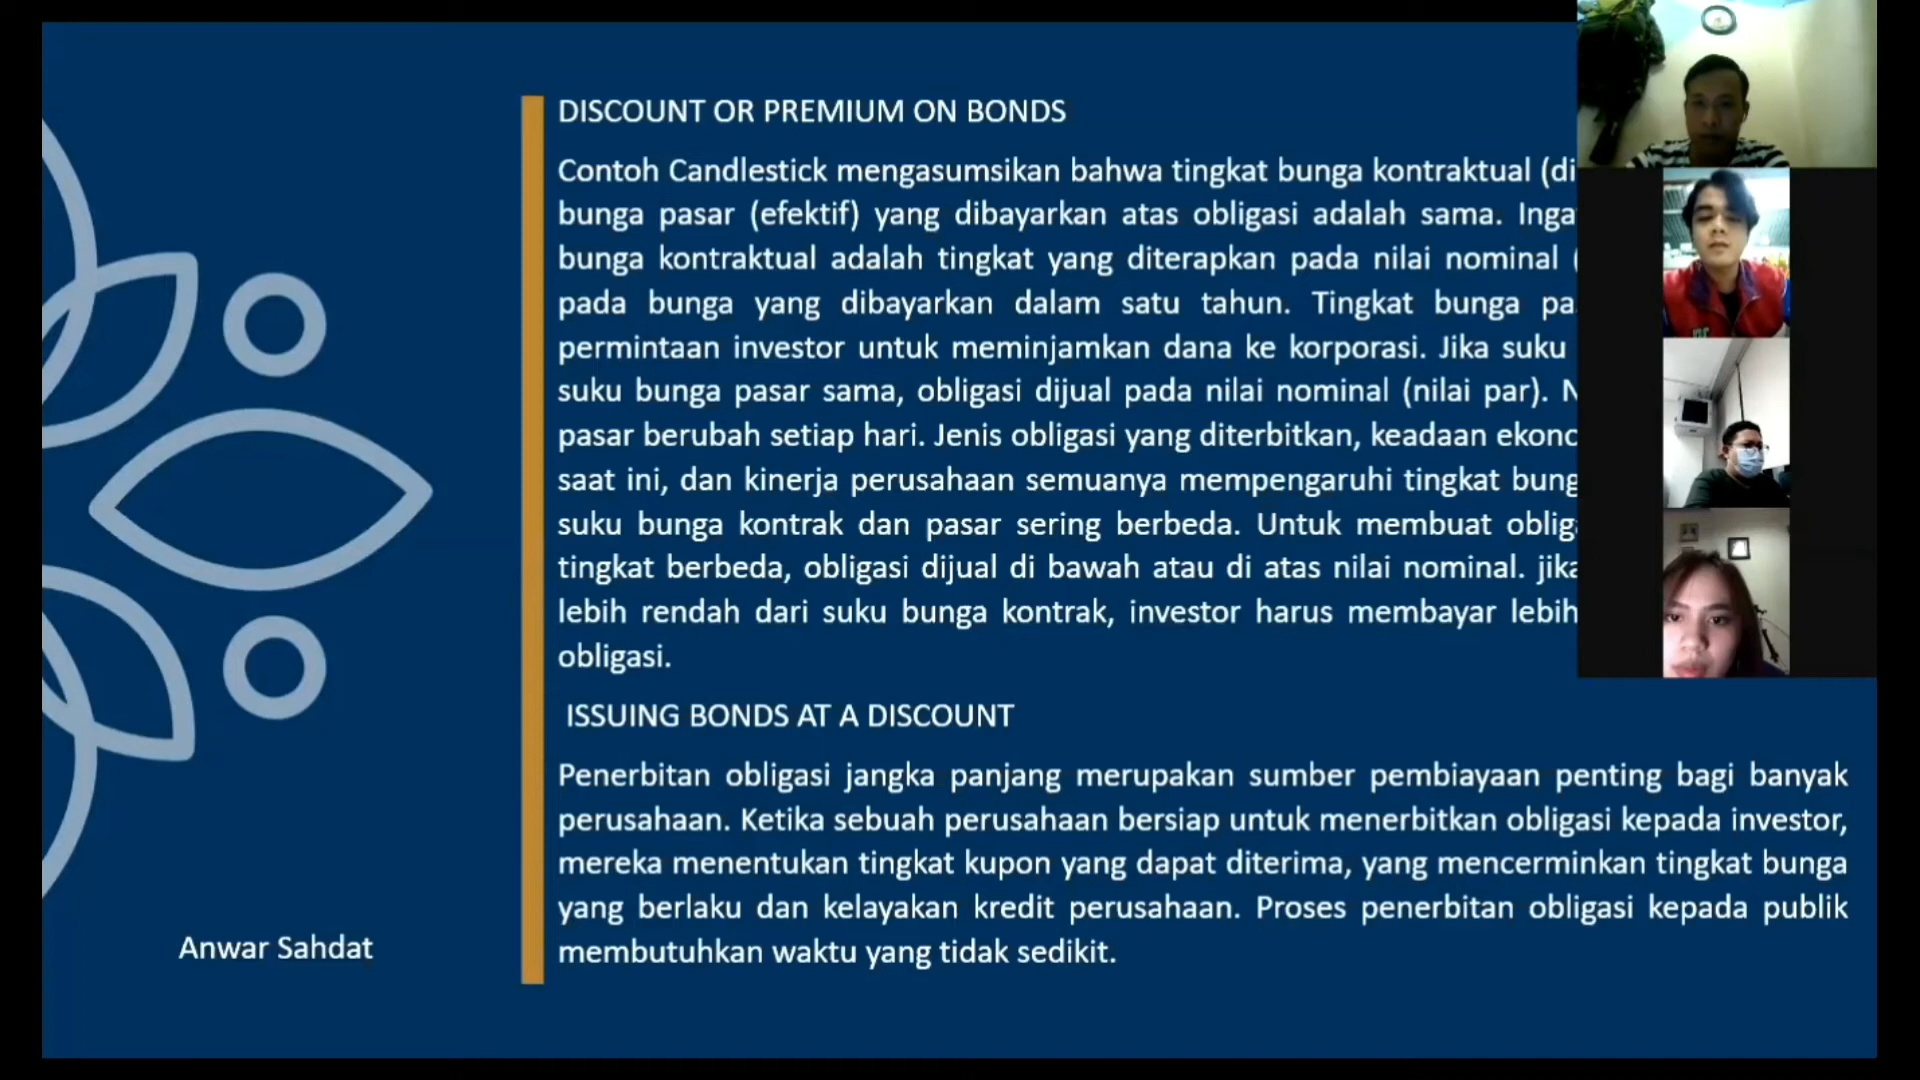 DISCOUNT OR PREMIUM ON BONDS
Contoh Candlestick mengasumsikan bahwa tingkat bunga kontraktual (di
bunga pasar (efektif) yang dibayarkan atas obligasi adalah sama. Inga
bunga kontraktual adalah tingkat yang diterapkan pada nilai nominal (
pada bunga yang dibayarkan dalam satu tahun. Tingkat bunga pa
permintaan investor untuk meminjamkan dana ke korporasi. Jika suku
suku bunga pasar sama, obligasi dijual pada nilai nominal (nilai par). N
pasar berubah setiap hari. Jenis obligasi yang diterbitkan, keadaan ekono
saat ini, dan kinerja perusahaan semuanya mempengaruhi tingkat bung
suku bunga kontrak dan pasar sering berbeda. Untuk membuat oblig
tingkat berbeda, obligasi dijual di bawah atau di atas nilai nominal. jika
lebih rendah dari suku bunga kontrak, investor harus membayar lebih
obligasi.
ISSUING BONDS AT A DISCOUNT
Penerbitan obligasi jangka panjang merupakan sumber pembiayaan penting bagi banyak
perusahaan. Ketika sebuah perusahaan bersiap untuk menerbitkan obligasi kepada investor,
mereka menentukan tingkat kupon yang dapat diterima, yang mencerminkan tingkat bunga
yang berlaku dan kelayakan kredit perusahaan. Proses penerbitan obligasi kepada publik
membutuhkan waktu yang tidak sedikit.
Anwar Sahdat